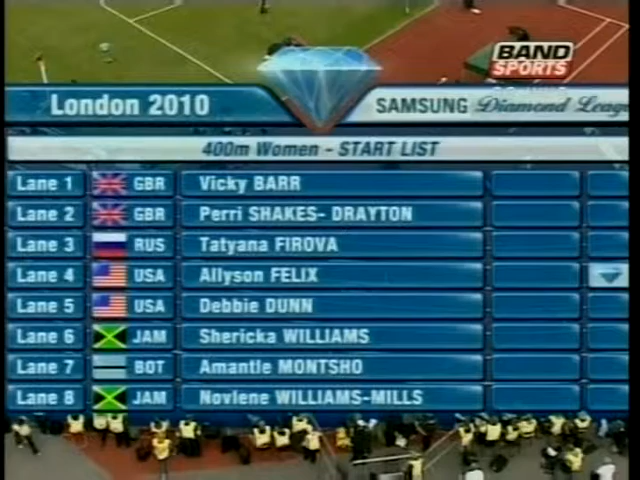 BAND
SPORTS
London 2010
SAMSUNG Diamond League
400m Women - START LIST
Lane 1 GBR Vicky BARR
Lane 2 GBR Perri SHAKES- DRAYTON
Lane 3 RUS Tatyana FIROVA
Lane 4 USA Allyson FELIX
Lane 5 USA Debbie DUNN
Lane 6 JAM Shericka WILLIAMS
Lane 7 BOT Amantle MONTSHO
Lane 8 JAM Novlene WILLIAMS-MILLS